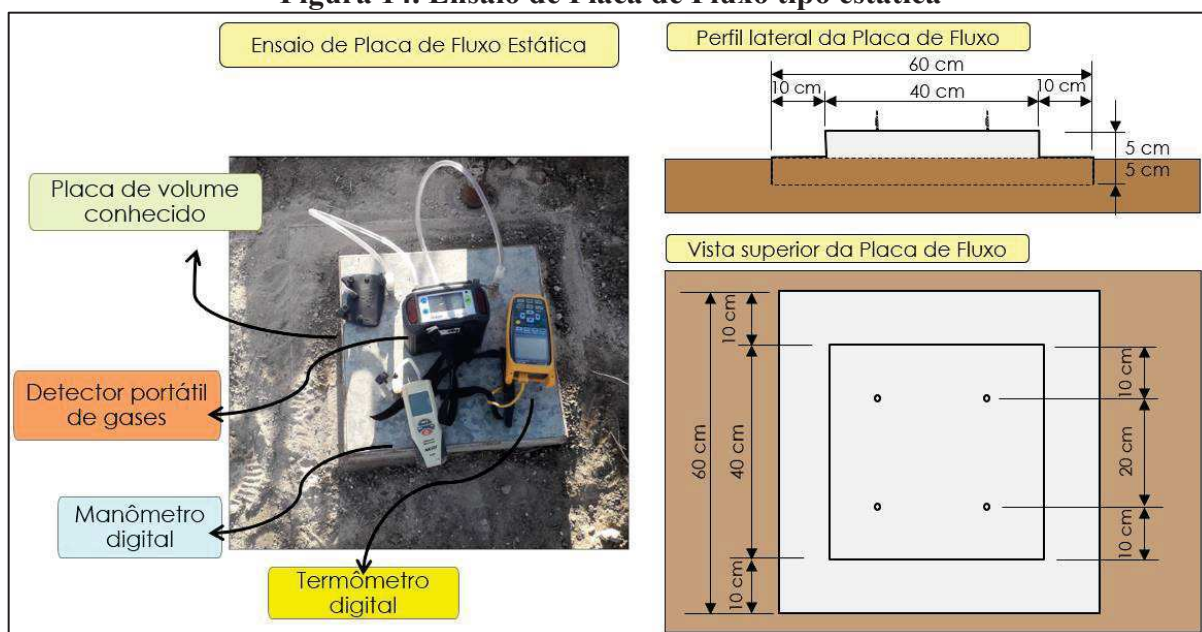 Figura 14. Ensaio de Placa de Fluxo tipo estática
Ensaio de Placa de Fluxo Estática
Placa de volume
conhecido
Detector portátil
de gases
Manômetro
digital
Termômetro
digital
Perfil lateral da Placa de Fluxo
60 cm
10 cm
40 cm
10 cm
5 cm
5 cm
Vista superior da Placa de Fluxo
60 cm
10 cm
40 cm
10 cm
10 cm
20 cm
10 cm